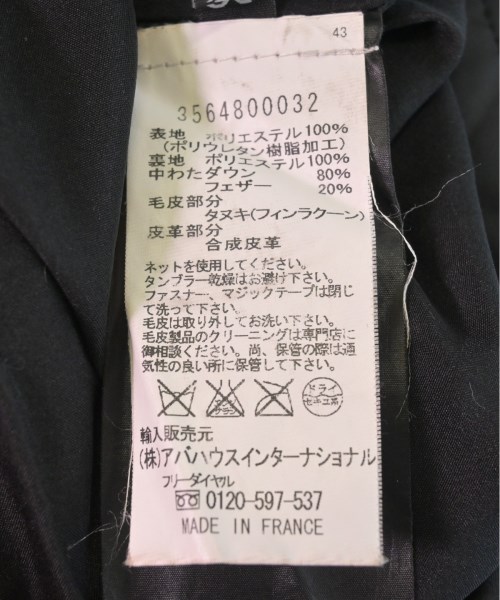 43
3564800032
表地 ポリエステル100%
(ポリウレタン樹脂加工)
裏地 ポリエステル100%
中わたダウン 80%
フェザー 20%
毛皮部分
タヌキ(フィンラクーン)
皮革部分
合成皮革
ネットを使用してください。
タンブラー乾燥はお避け下さい。
ファスナー、マジックテープは閉じ
て洗って下さい。
毛皮は取り外してお洗い下さい。
毛皮製品のクリーニングは専門店に
御相談ください。尚、保管の際は通
気性の良い所に保管して下さい。
ドライ
セキユ系
輸入販売元
(株)アバハウスインターナショナル
フリーダイヤル
0120-597-537
MADE IN FRANCE